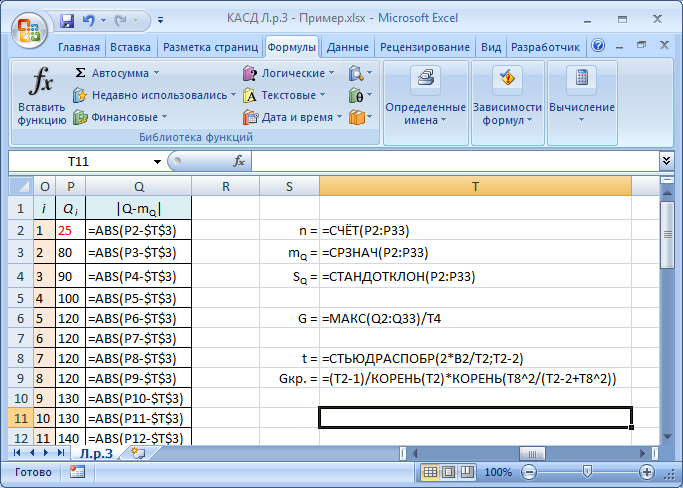 КАСД Л.р.3 - Пример.xlsx - Microsoft Excel
Главная Вставка Разметка страниц Формулы Данные Рецензирование Вид Разработчик
fx Σ Автосумма Логические
Вставить функцию Недавно использовались Текстовые Определенные имена Зависимости формул Вычисление
Финансовые Дата и время
Библиотека функций
T11 fx
O P Q R S T
1 i Qi |Q-mQ|
2 1 25 =ABS(P2-$T$3) n = =СЧЁТ(P2:P33)
3 2 80 =ABS(P3-$T$3) mQ = =СРЗНАЧ(P2:P33)
4 3 90 =ABS(P4-$T$3) SQ = =СТАНДОТКЛОН(P2:P33)
5 4 100 =ABS(P5-$T$3)
6 5 120 =ABS(P6-$T$3) G = =МАКС(Q2:Q33)/T4
7 6 120 =ABS(P7-$T$3)
8 7 120 =ABS(P8-$T$3) t = =СТЬЮДРАСПОБР(2*B2/T2;T2-2)
9 8 120 =ABS(P9-$T$3) Gкр. = =(T2-1)/КОРЕНЬ(T2)*КОРЕНЬ(T8^2/(T2-2+T8^2))
10 9 130 =ABS(P10-$T$3)
11 10 130 =ABS(P11-$T$3)
12 11 140 =ABS(P12-$T$3)
Л.р.3
Готово 100%